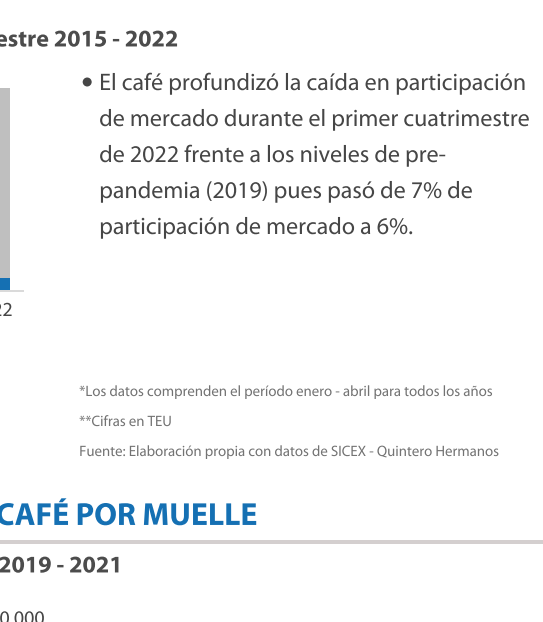 estre 2015 - 2022
• El café profundizó la caída en participación
de mercado durante el primer cuatrimestre
de 2022 frente a los niveles de pre-
pandemia (2019) pues pasó de 7% de
participación de mercado a 6%.
22
*Los datos comprenden el período enero - abril para todos los años
**Cifras en TEU
Fuente: Elaboración propia con datos de SICEX - Quintero Hermanos
CAFÉ POR MUELLE
2019 - 2021
0.000